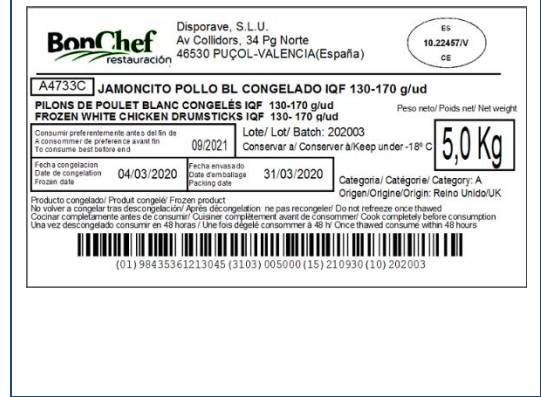 BonChef
restauración
Disporave, S.L.U.
Av Collidors, 34 Pg Norte
46530 PUÇOL-VALENCIA(España)
ES
10.22457/V
CE
A4733C JAMONCITO POLLO BL CONGELADO IQF 130-170 g/ud
PILONS DE POULET BLANC CONGELÉS IQF 130-170 g/ud
FROZEN WHITE CHICKEN DRUMSTICKS IQF 130- 170 g/ud
Peso neto/ Poids net/ Net weight
5,0 Kg
Consumir preferentemente antes del fin de
A consommer de preference avant fin
To consume best before end
09/2021
Lote/ Lot/ Batch: 202003
Conservar a/ Conserver à/Keep under -18º C
Fecha congelacion
Date de congelation
Frozen date
04/03/2020
Fecha envasado
Date d'emballage
Packing date
31/03/2020
Categoria/ Catégorie/ Category: A
Origen/Origine/Origin: Reino Unido/UK
Producto congelado/ Produit congelé/ Frozen product
No volver a congelar tras descongelación/ Après décongelation ne pas recongeler/ Do not refreeze once thawed
Cocinar completamente antes de consumir/ Cuisiner complètement avant de consommer/ Cook completely before consumption
Una vez descongelado consumir en 48 horas / Une fois dégelé consommer à 48 h/ Once thawed consume within 48 hours
(01) 98435361213045 (3103) 005000 (15) 210930 (10) 202003